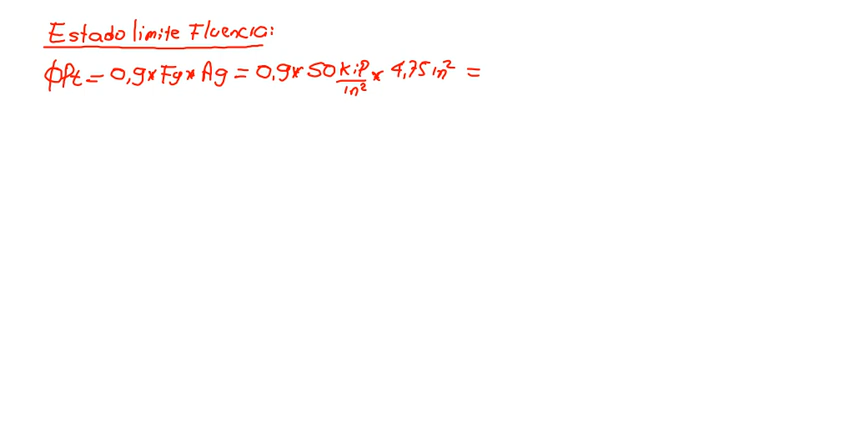 Estado limite Fluencia:
ϕPt = 0,9 * Fy * Ag = 0,9 * 50 kip/in² * 4,75 in² =